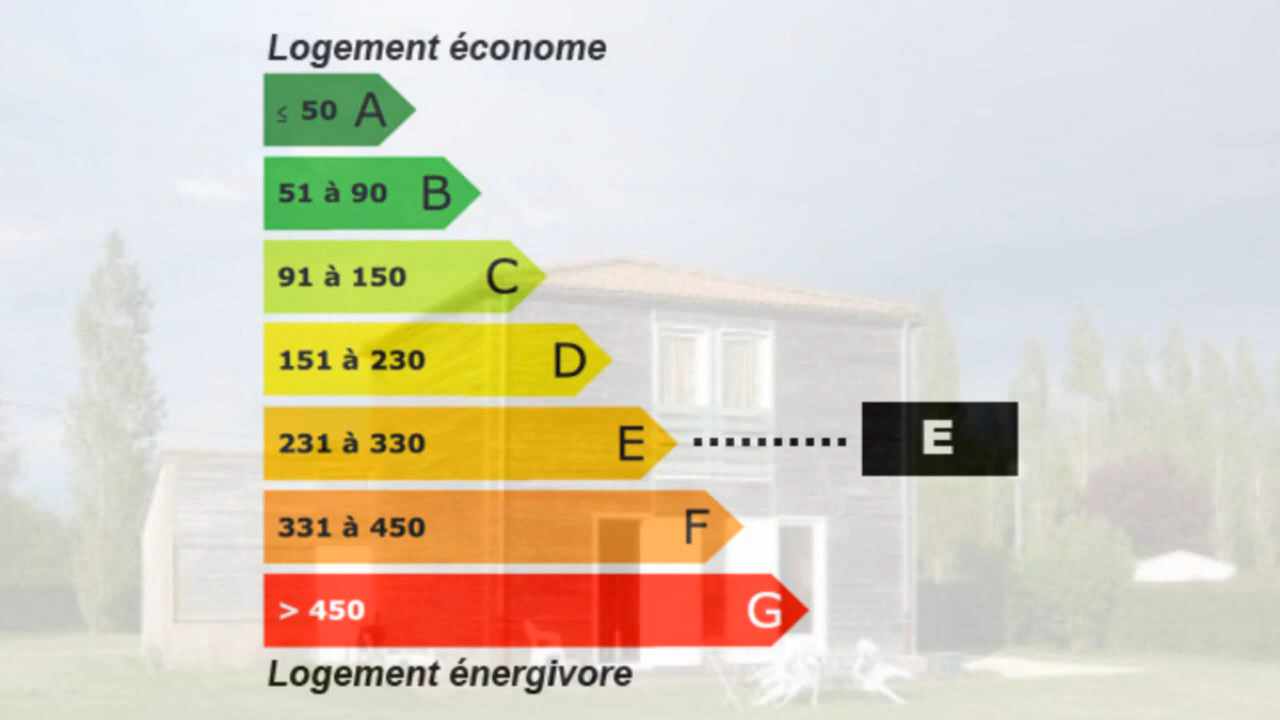 Logement économe
≤ 50 A
51 à 90 B
91 à 150 C
151 à 230 D
231 à 330 E
E
331 à 450 F
> 450 G
Logement énergivore